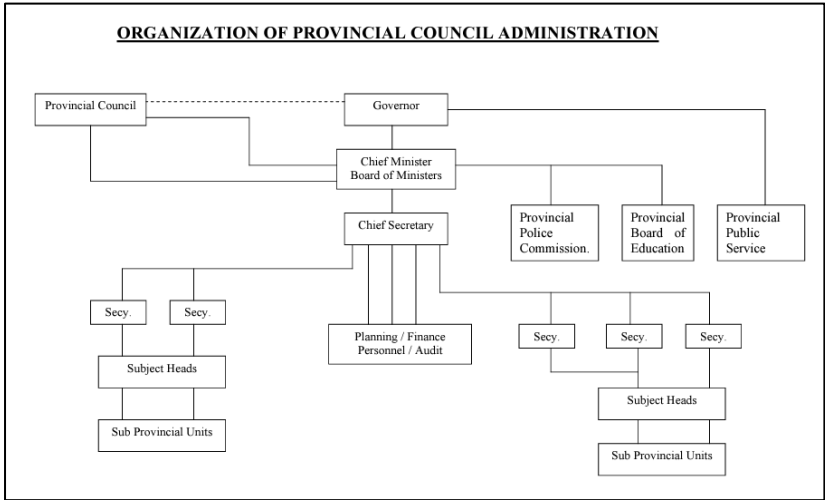 ORGANIZATION OF PROVINCIAL COUNCIL ADMINISTRATION
Provincial Council
Governor
Chief Minister
Board of Ministers
Chief Secretary
Provincial
Police
Commission.
Provincial
Board of
Education
Provincial
Public
Service
Secy.
Secy.
Planning / Finance
Personnel / Audit
Secy.
Secy.
Secy.
Subject Heads
Subject Heads
Sub Provincial Units
Sub Provincial Units